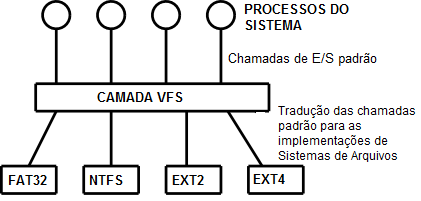 PROCESSOS DO
SISTEMA
Chamadas de E/S padrão
CAMADA VFS
Tradução das chamadas
padrão para as
implementações de
Sistemas de Arquivos
FAT32
NTFS
EXT2
EXT4